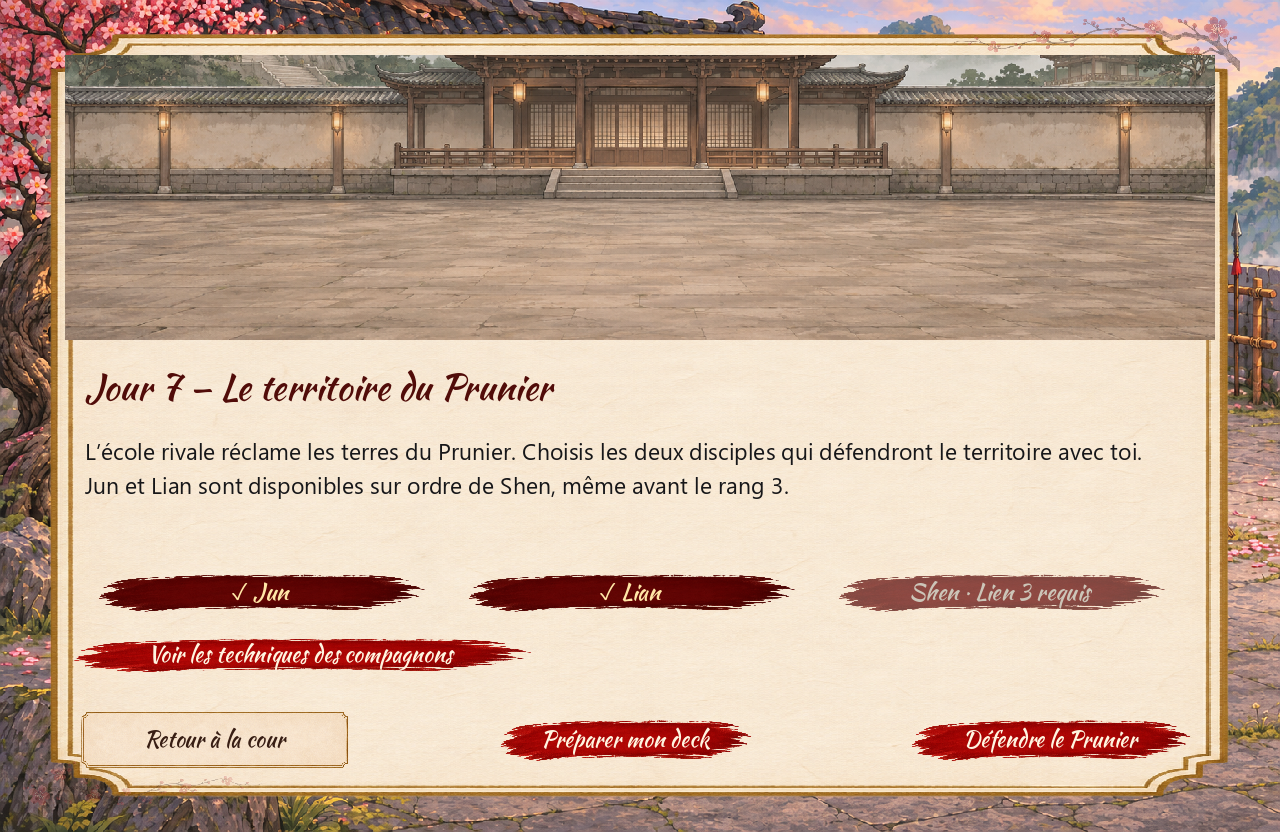 Jour 7 – Le territoire du Prunier
L’école rivale réclame les terres du Prunier. Choisis les deux disciples qui défendront le territoire avec toi.
Jun et Lian sont disponibles sur ordre de Shen, même avant le rang 3.
✓ Jun
✓ Lian
Shen · Lien 3 requis
Voir les techniques des compagnons
Retour à la cour
Préparer mon deck
Défendre le Prunier